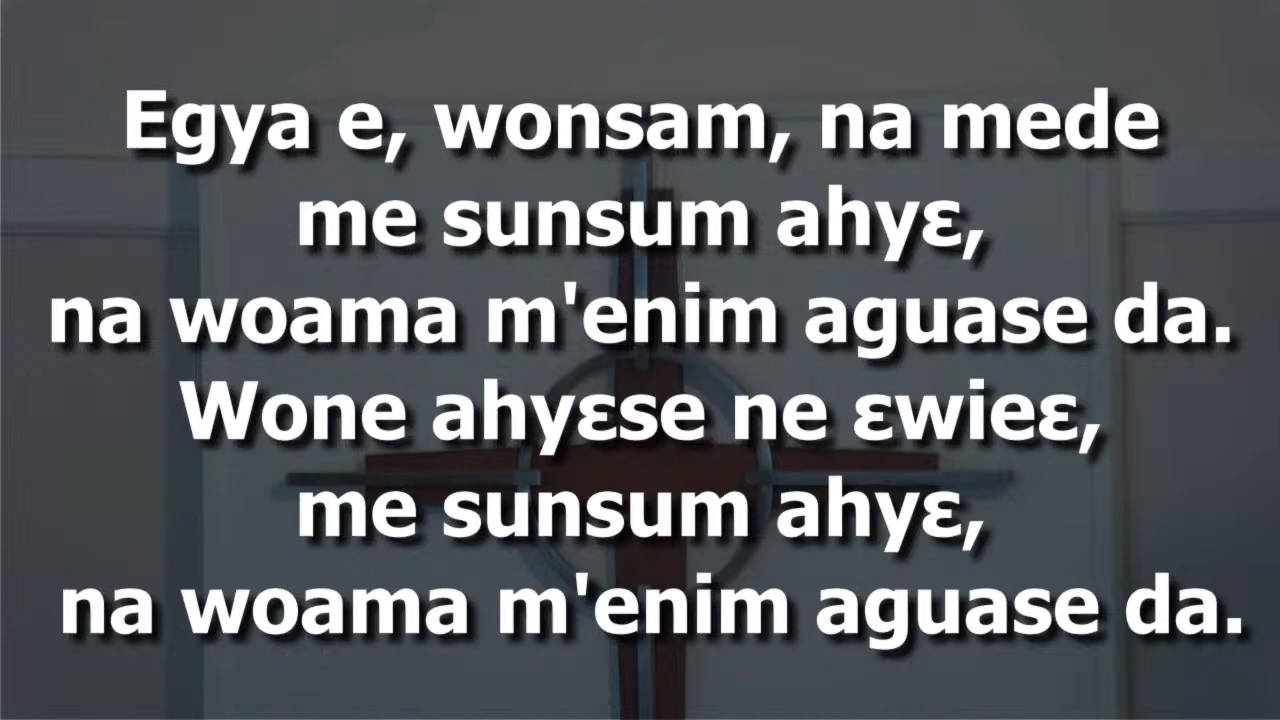 Egya e, wonsam, na mede
me sunsum ahyɛ,
na woama m'enim aguase da.
Wone ahyɛse ne ɛwieɛ,
me sunsum ahyɛ,
na woama m'enim aguase da.